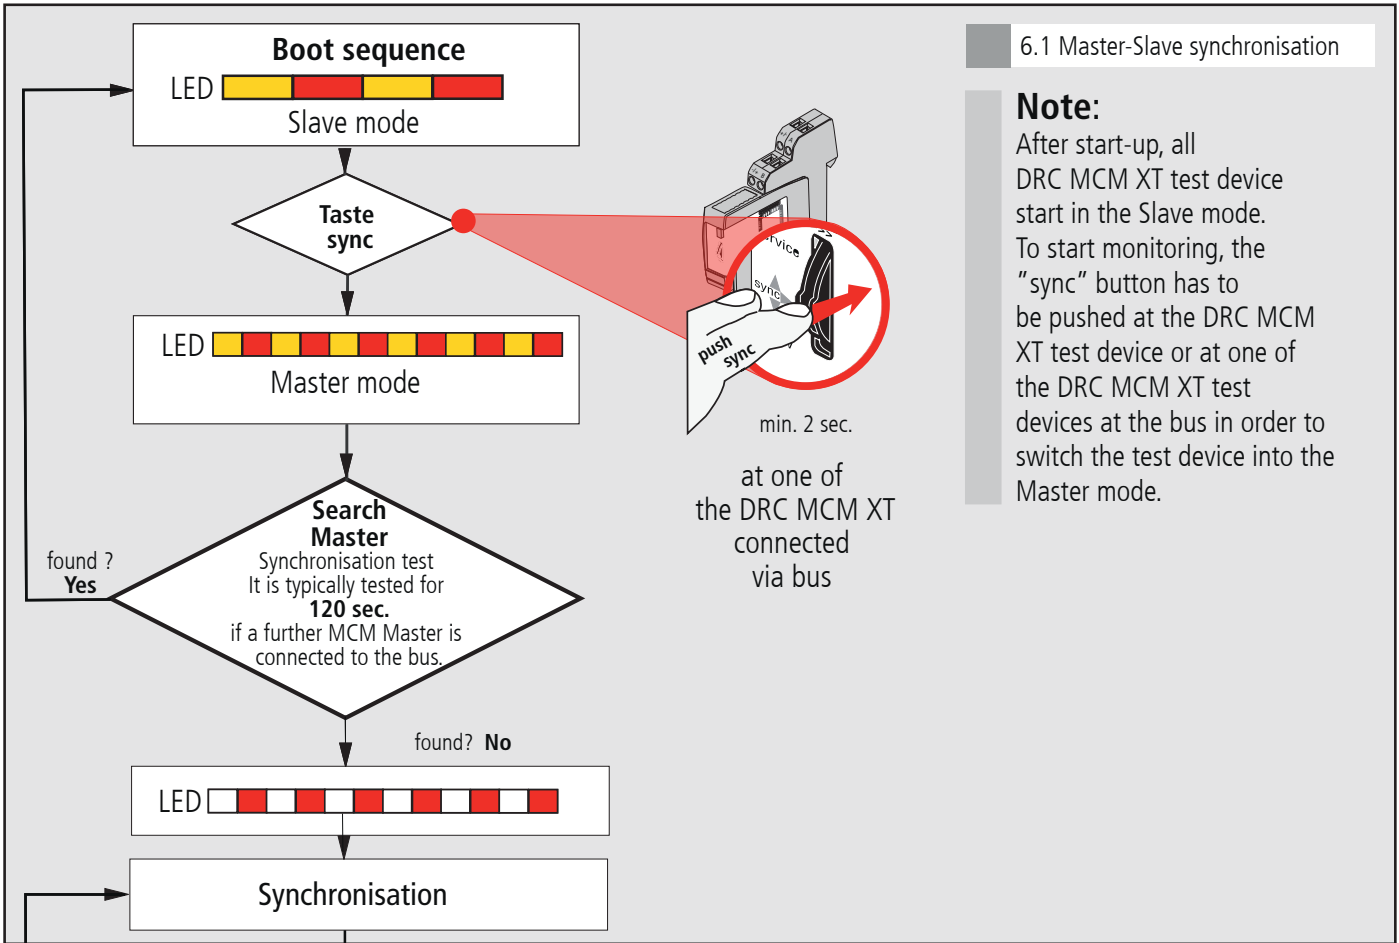 Boot sequence
LED
Slave mode
Taste
sync
LED
Master mode
Search
Master
Synchronisation test
It is typically tested for
120 sec.
if a further MCM Master is
connected to the bus.
found ?
Yes
found? No
LED
Synchronisation
rvice
sync
push
sync
min. 2 sec.
at one of
the DRC MCM XT
connected
via bus
6.1 Master-Slave synchronisation
Note:
After start-up, all
DRC MCM XT test device
start in the Slave mode.
To start monitoring, the
”sync” button has to
be pushed at the DRC MCM
XT test device or at one of
the DRC MCM XT test
devices at the bus in order to
switch the test device into the
Master mode.